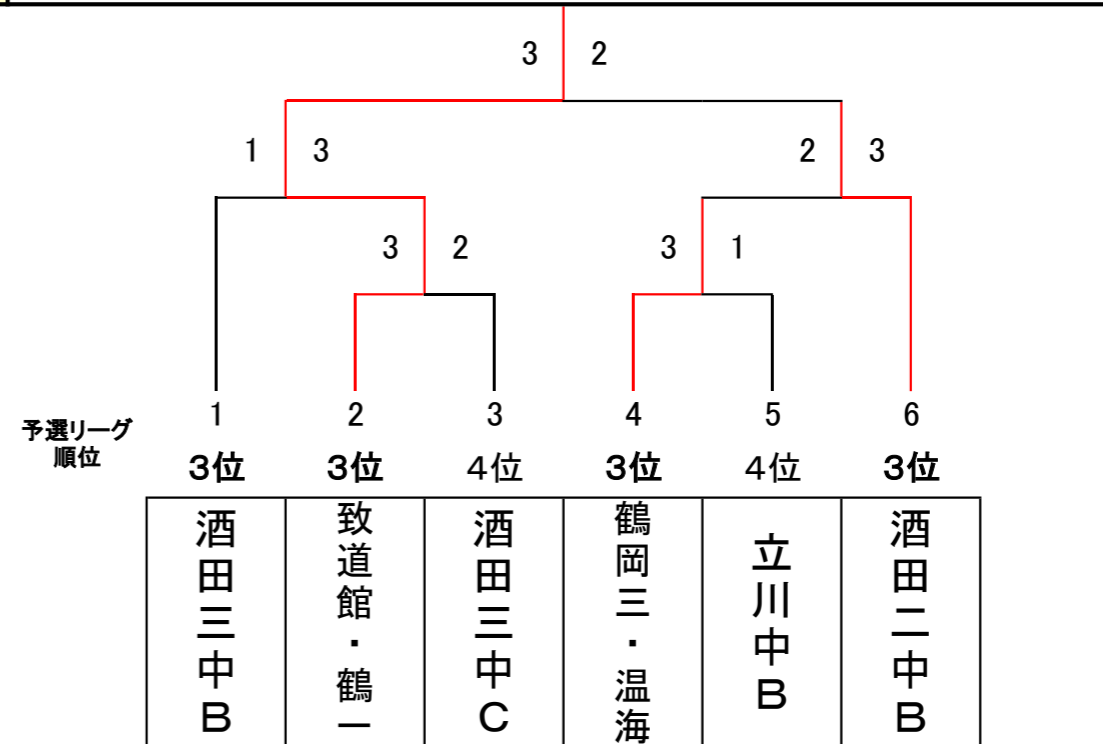 3 2
1 3 2 3
3 2 3 1
1 2 3 4 5 6
予選リーグ
順位
３位 ３位 ４位 ３位 ４位 ３位
酒田三中Ｂ
致道館・鶴一
酒田三中Ｃ
鶴岡三・温海
立川中Ｂ
酒田二中Ｂ